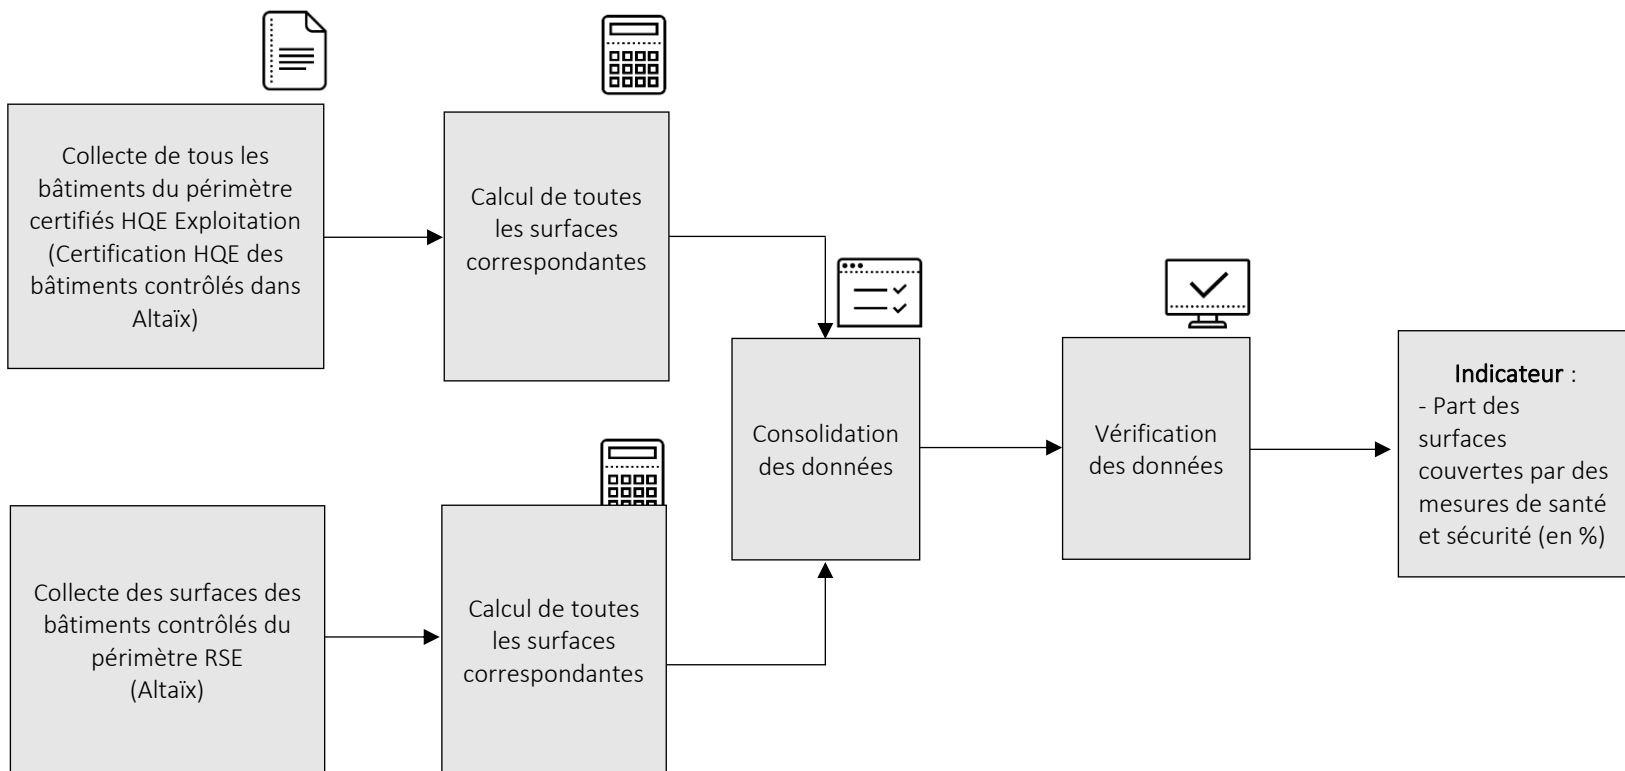 Collecte de tous les
bâtiments du périmètre
certifiés HQE Exploitation
(Certification HQE des
bâtiments contrôlés dans
Altaïx)
Calcul de toutes
les surfaces
correspondantes
Collecte des surfaces des
bâtiments contrôlés du
périmètre RSE
(Altaïx)
Calcul de toutes
les surfaces
correspondantes
Consolidation
des données
Vérification
des données
Indicateur :
- Part des
surfaces
couvertes par des
mesures de santé
et sécurité (en %)